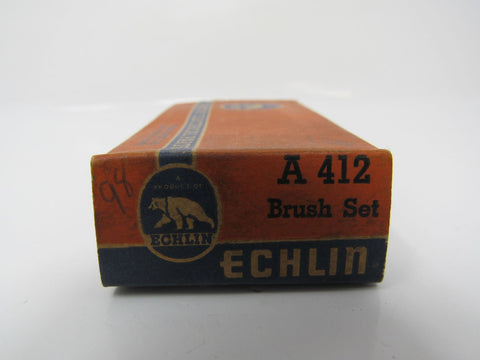 A 412
Brush Set
ECHLIN
A
PRODUCT OF
ECHLIN
98